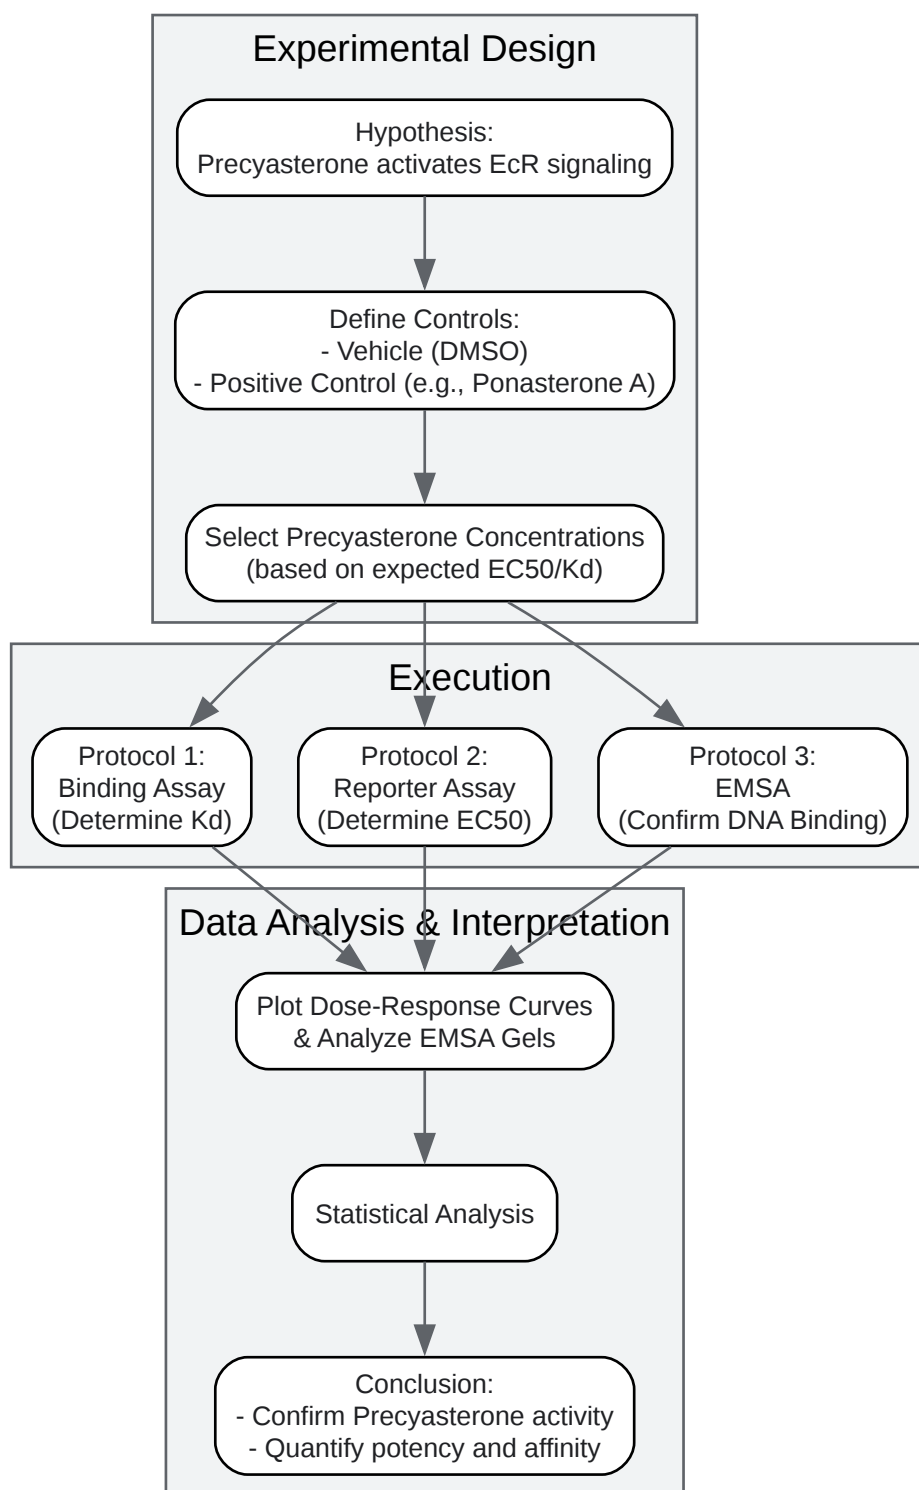 Experimental Design
Hypothesis:
Precyasterone activates EcR signaling
Define Controls:
- Vehicle (DMSO)
- Positive Control (e.g., Ponasterone A)
Select Precyasterone Concentrations
(based on expected EC50/Kd)
Execution
Protocol 1:
Binding Assay
(Determine Kd)
Protocol 2:
Reporter Assay
(Determine EC50)
Protocol 3:
EMSA
(Confirm DNA Binding)
Data Analysis & Interpretation
Plot Dose-Response Curves
& Analyze EMSA Gels
Statistical Analysis
Conclusion:
- Confirm Precyasterone activity
- Quantify potency and affinity